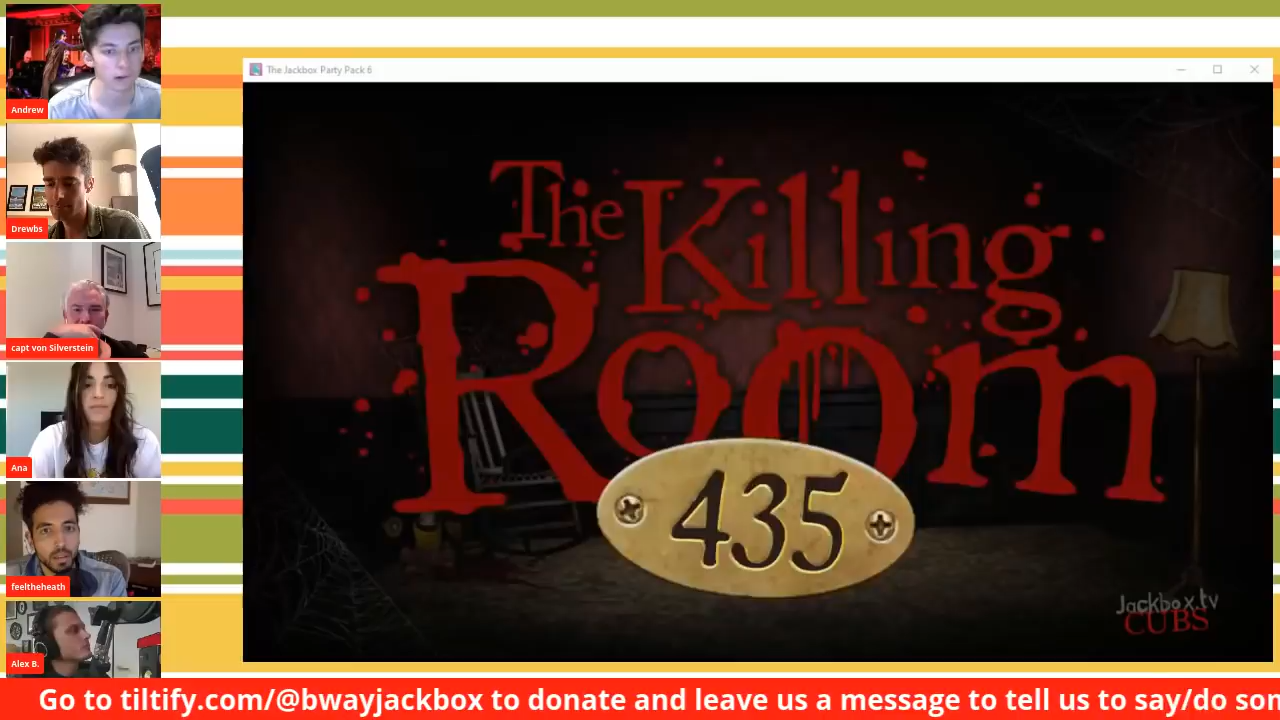 The Jackbox Party Pack 6
Andrew
Drewbs
capt von Silverstein
Ana
feeltheheath
Alex B.
The Killing
Room
435
Jackbox.tv
CUBS
Go to tiltify.com/@bwayjackbox to donate and leave us a message to tell us to say/do son